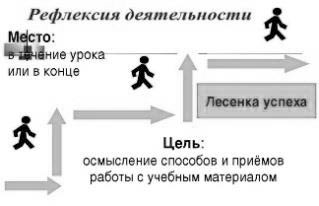 Рефлексия деятельности
Место:
в течение урока
или в конце
Лесенка успеха
Цель:
осмысление способов и приёмов
работы с учебным материалом